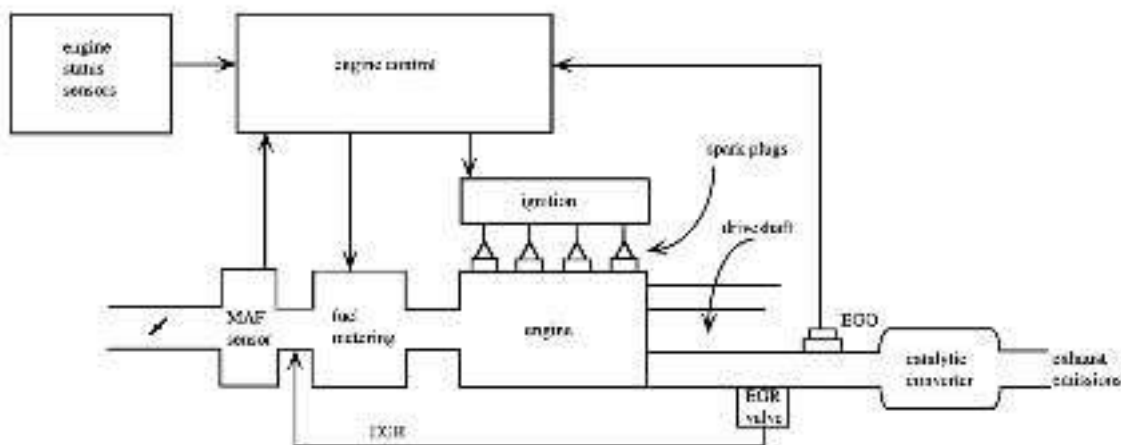 engine
status
sensors
engine control
spark plugs
ignition
drive shaft
MAF
sensor
fuel
metering
engine
EGO
catalytic
converter
exhaust
emissions
EGR
valve
EGR